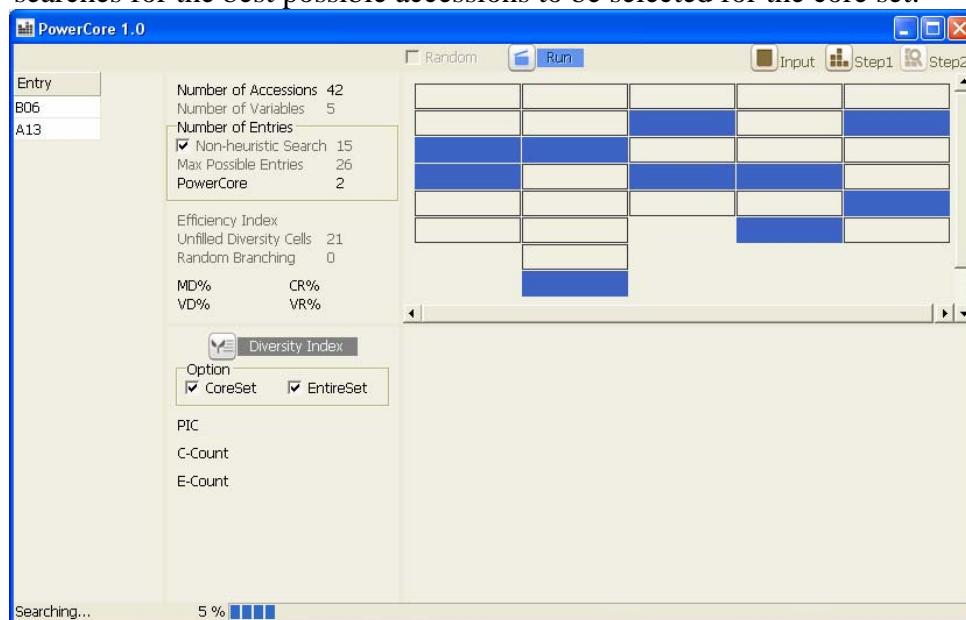 searches for the best possible accessions to be selected for the core set.
PowerCore 1.0
Random Run Input Step1 Step2
Entry
B06
A13
Number of Accessions 42
Number of Variables 5
Number of Entries
Non-heuristic Search 15
Max Possible Entries 26
PowerCore 2
Efficiency Index
Unfilled Diversity Cells 21
Random Branching 0
MD% CR%
VD% VR%
Diversity Index
Option
CoreSet EntireSet
PIC
C-Count
E-Count
Searching... 5 %